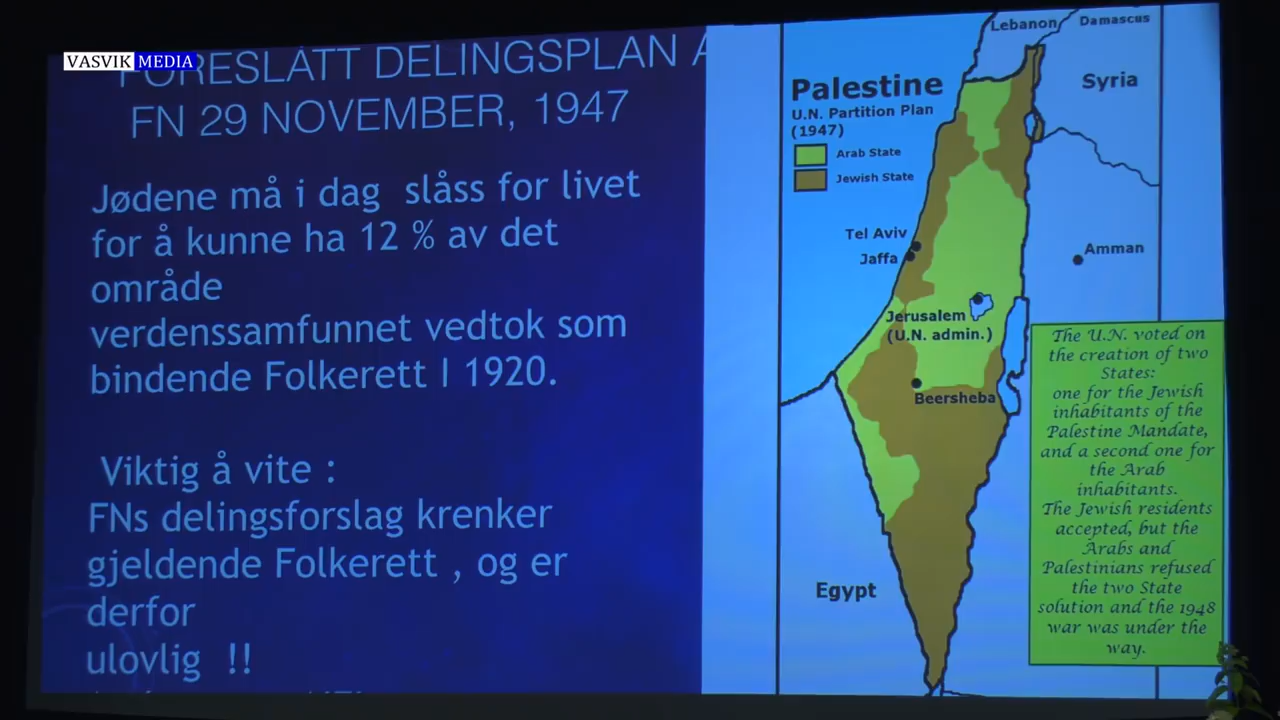 VASVIK MEDIA
FORESLÅTT DELINGSPLAN
FN 29 NOVEMBER, 1947
Jødene må i dag slåss for livet
for å kunne ha 12 % av det
område
verdenssamfunnet vedtok som
bindende Folkerett I 1920.
Viktig å vite :
FNs delingsforslag krenker
gjeldende Folkerett , og er
derfor
ulovlig !!
Lebanon
Damascus
Syria
Palestine
U.N. Partition Plan
(1947)
Arab State
Jewish State
Tel Aviv
Jaffa
Amman
Jerusalem
(U.N. admin.)
Beersheba
Egypt
The U.N. voted on
the creation of two
States:
one for the Jewish
inhabitants of the
Palestine Mandate,
and a second one for
the Arab
inhabitants.
The Jewish residents
accepted, but the
Arabs and
Palestinians refused
the two State
solution and the 1948
war was under the
way.